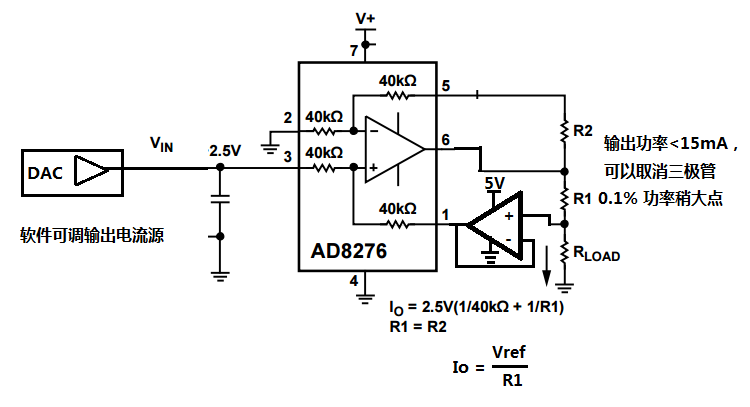 V+
7
40kΩ
5
2
40kΩ
R2
输出功率<15mA，
DAC
VIN
2.5V
3
40kΩ
6
可以取消三极管
5V
R1 0.1% 功率稍大点
40kΩ
1
软件可调输出电流源
AD8276
RLOAD
4
IO = 2.5V(1/40kΩ + 1/R1)
R1 = R2
Io = Vref
R1